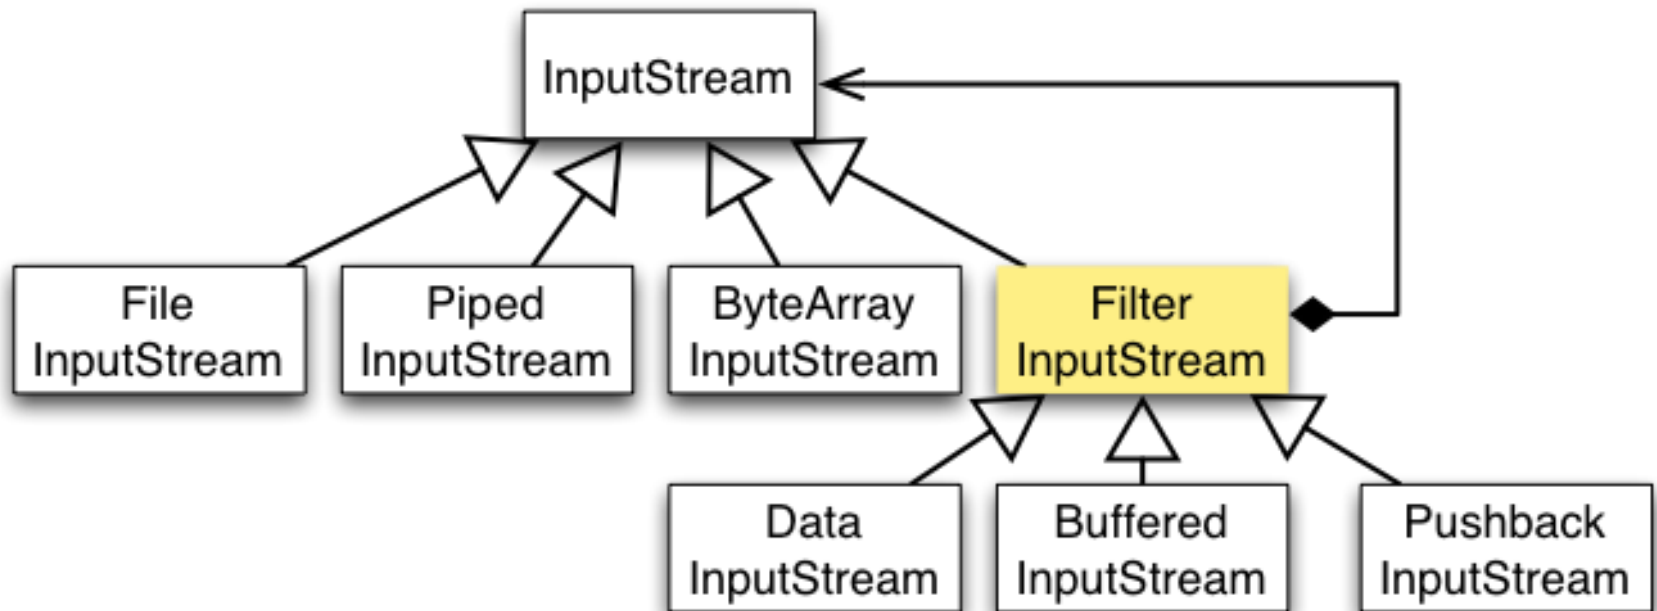 InputStream
File
InputStream
Piped
InputStream
ByteArray
InputStream
Filter
InputStream
Data
InputStream
Buffered
InputStream
Pushback
InputStream